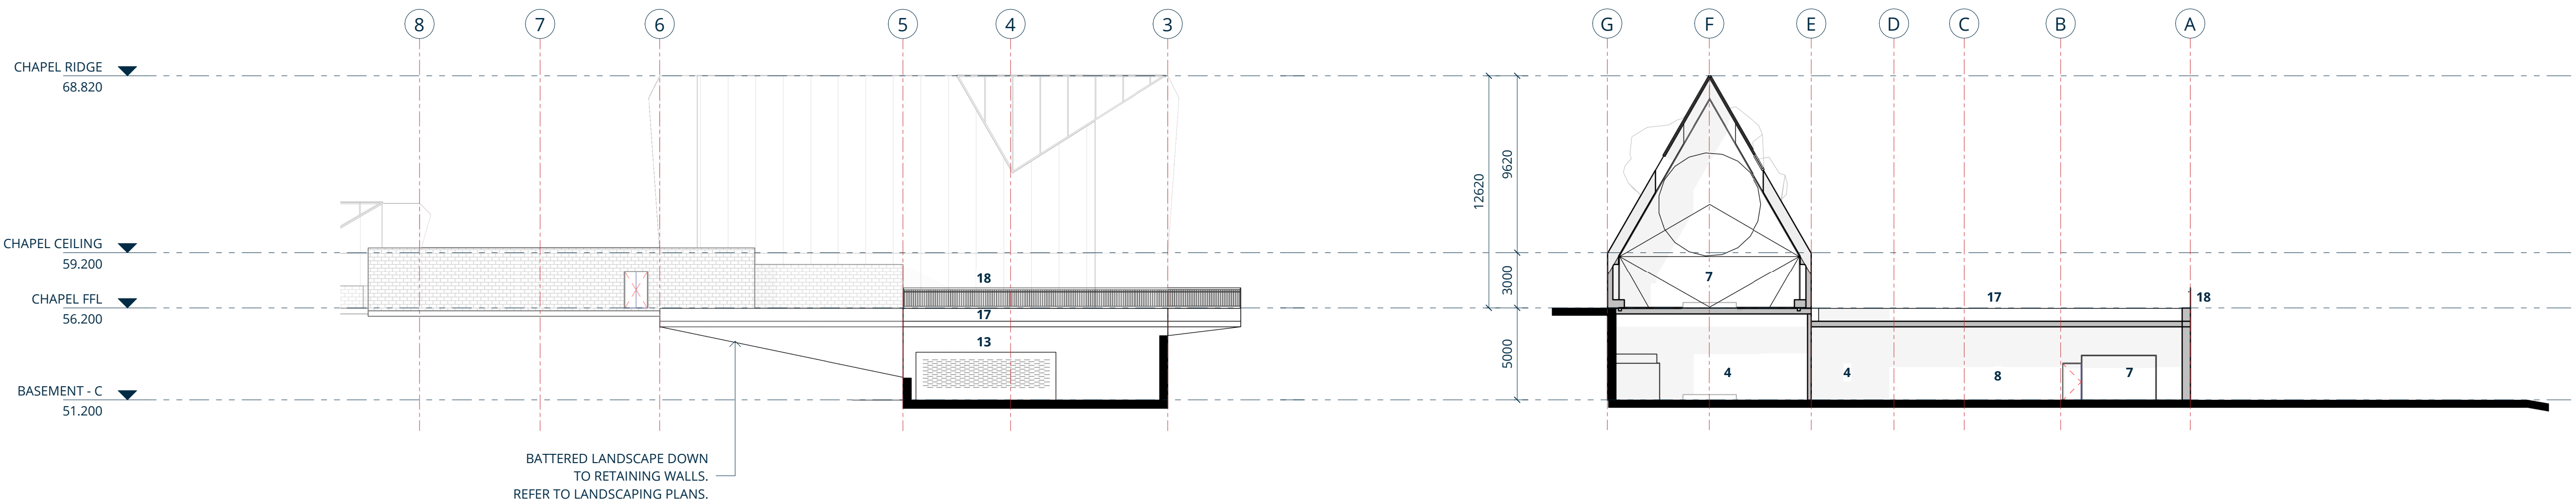 8 7 6 5 4 3 G F E D C B A
CHAPEL RIDGE
68.820
12620
9620
CHAPEL CEILING
59.200
3000
18
7
CHAPEL FFL
56.200
17
17
18
13
5000
4
4
8
7
BASEMENT - C
51.200
BATTERED LANDSCAPE DOWN
TO RETAINING WALLS.
REFER TO LANDSCAPING PLANS.